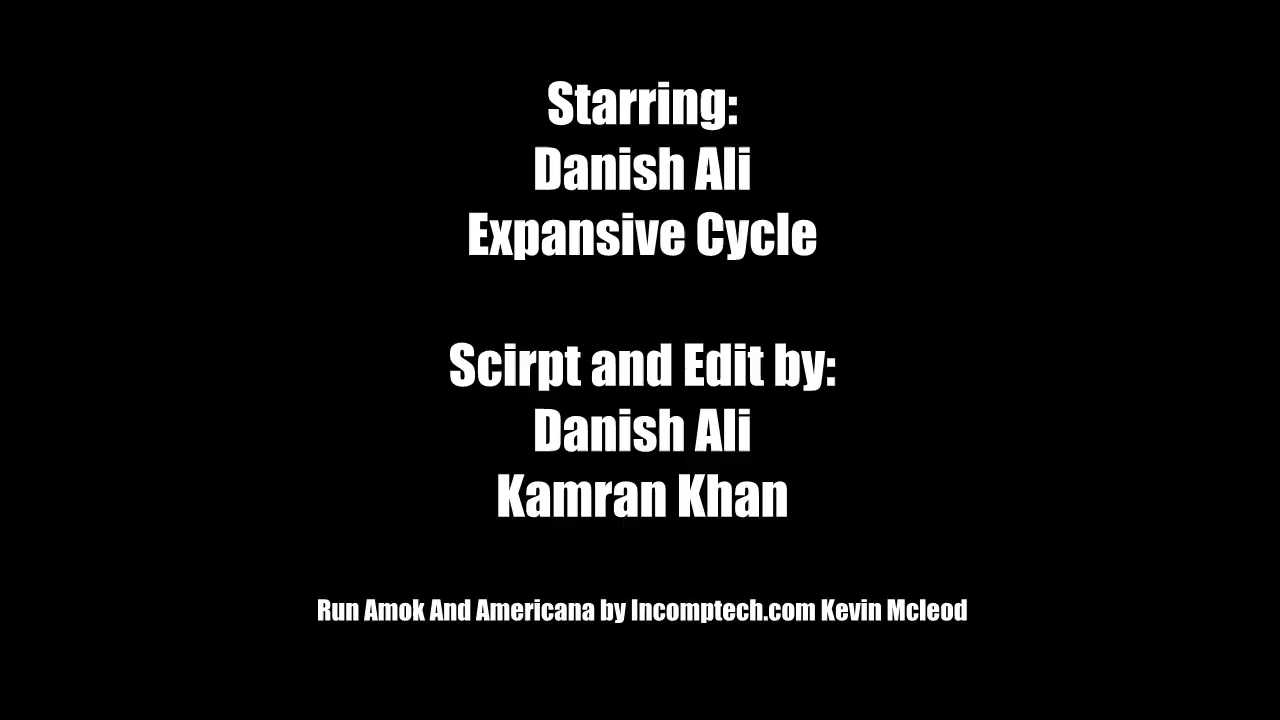 Starring:
Danish Ali
Expansive Cycle
Scirpt and Edit by:
Danish Ali
Kamran Khan
Run Amok And Americana by Incomptech.com Kevin Mcleod